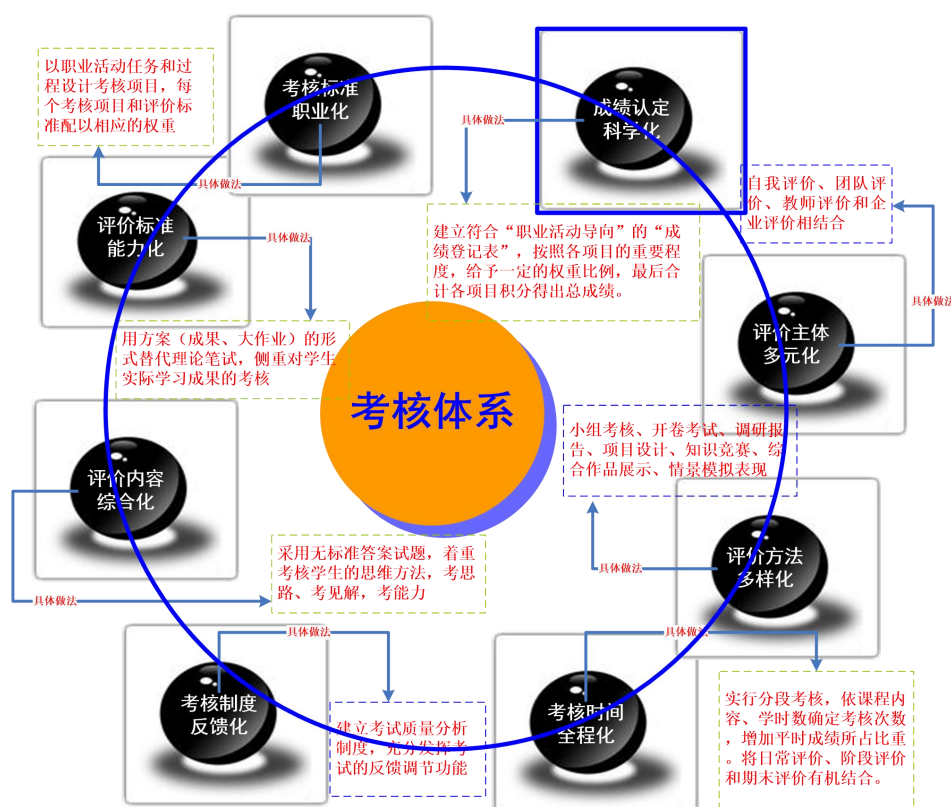 考核标准
职业化
具体做法
以职业活动任务和过
程设计考核项目，每
个考核项目和评价标
准配以相应的权重
成绩认定
科学化
具体做法
建立符合“职业活动导向”的“成
绩登记表”，按照各项目的重要程
度，给予一定的权重比例，最后合
计各项目积分得出总成绩。
评价标准
能力化
具体做法
用方案（成果、大作业）的形
式替代理论笔试，侧重对学生
实际学习成果的考核
自我评价、团队评
价、教师评价和企
业评价相结合
具体做法
评价主体
多元化
考核体系
小组考核、开卷考试、调研报
告、项目设计、知识竞赛、综
合作品展示、情景模拟表现
具体做法
评价方法
多样化
评价内容
综合化
具体做法
采用无标准答案试题，着重
考核学生的思维方法，考思
路、考见解，考能力
考核制度
反馈化
具体做法
建立考试质量分析
制度，充分发挥考
试的反馈调节功能
考核时间
全程化
具体做法
实行分段考核，依课程内
容、学时数确定考核次数
，增加平时成绩所占比重
。将日常评价、阶段评价
和期末评价有机结合。